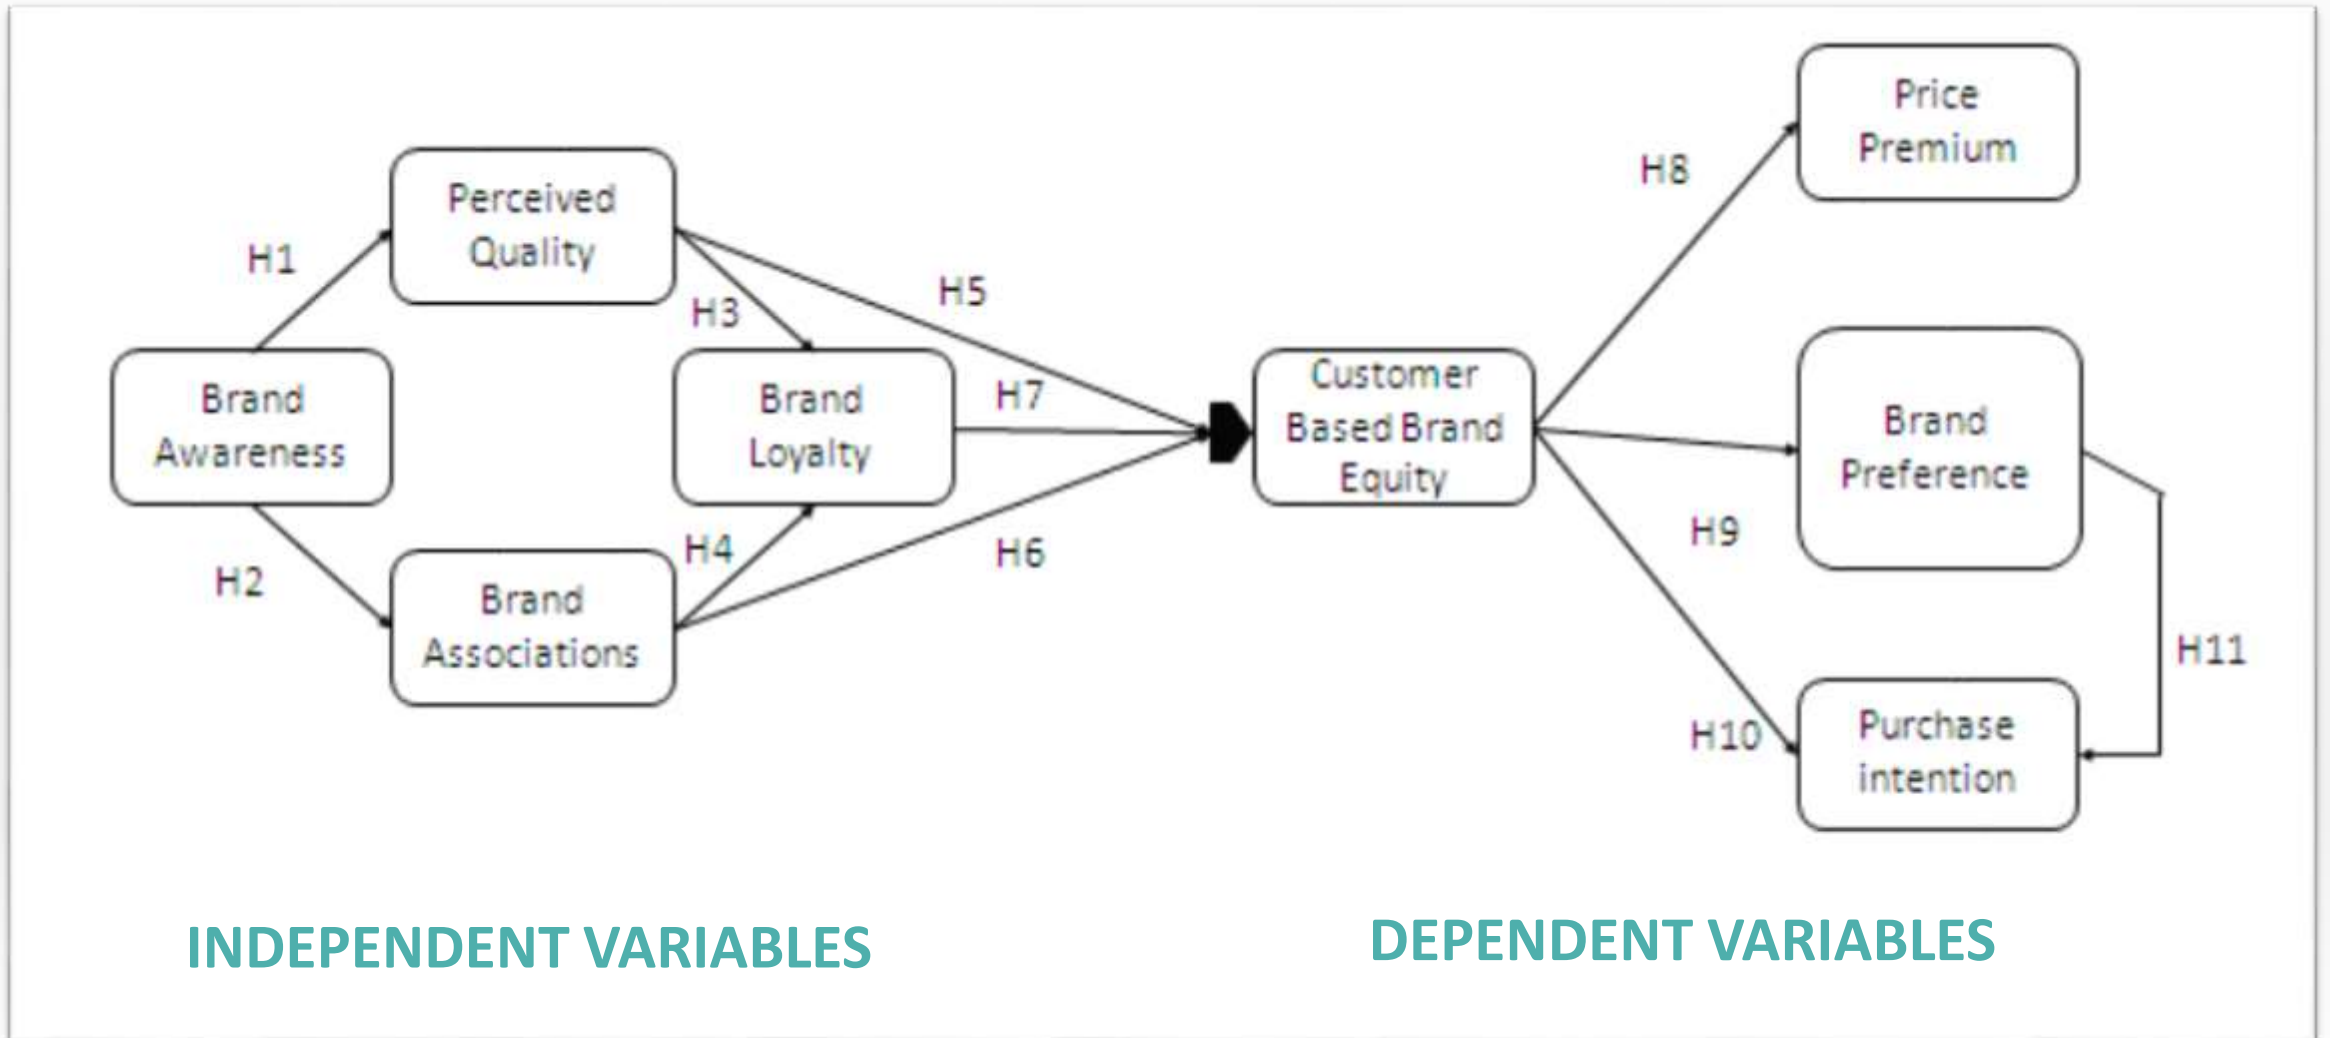 Price
Premium
H8
Perceived
Quality
H1
H5
H3
Customer
Based Brand
Equity
Brand
Awareness
Brand
Loyalty
H7
Brand
Preference
H9
H4
H6
H2
Brand
Associations
H11
H10
Purchase
intention
INDEPENDENT VARIABLES
DEPENDENT VARIABLES